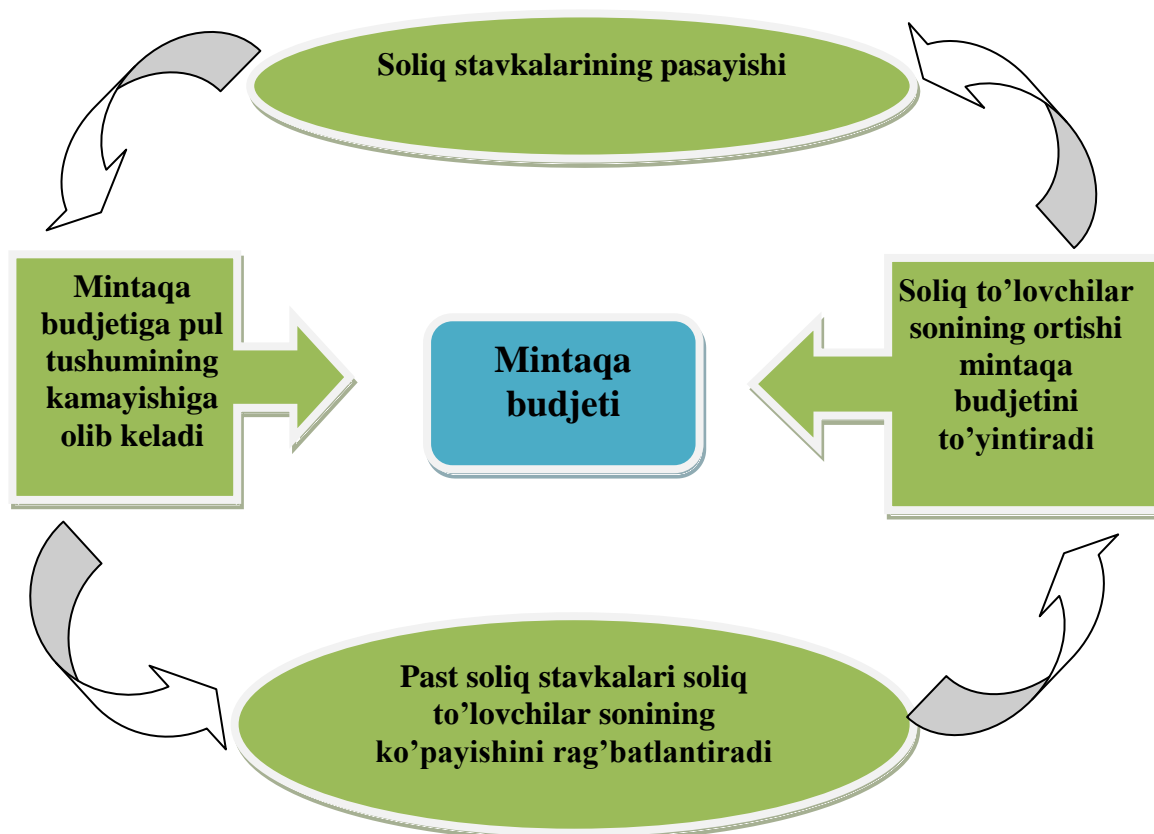 Soliq stavkalarining pasayishi
Mintaqa
budjetiga pul
tushumining
kamayishiga
olib keladi
Mintaqa
budjeti
Soliq to’lovchilar
sonining ortishi
mintaqa
budjetini
to’yintiradi
Past soliq stavkalari soliq
to’lovchilar sonining
ko’payishini rag’batlantiradi